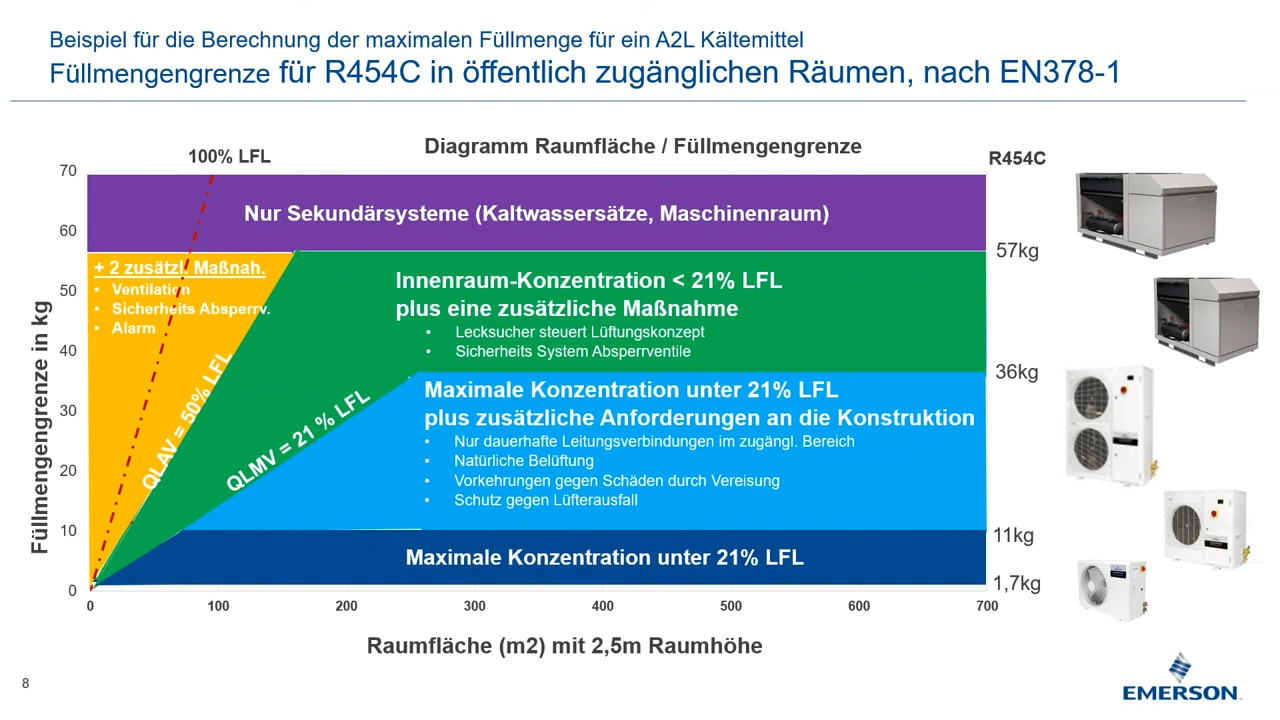 Beispiel für die Berechnung der maximalen Füllmenge für ein A2L Kältemittel
Füllmengengrenze für R454C in öffentlich zugänglichen Räumen, nach EN378-1
Diagramm Raumfläche / Füllmengengrenze
100% LFL
R454C
70
60
50
40
30
20
10
0
Füllmengengrenze in kg
Nur Sekundärsysteme (Kaltwassersätze, Maschinenraum)
57kg
+ 2 zusätzl. Maßnah.
• Ventilation
• Sicherheits Absperrv.
• Alarm
QLAV = 50% LFL
Innenraum-Konzentration < 21% LFL
plus eine zusätzliche Maßnahme
• Lecksucher steuert Lüftungskonzept
• Sicherheits System Absperrventile
36kg
QLMV = 21 % LFL
Maximale Konzentration unter 21% LFL
plus zusätzliche Anforderungen an die Konstruktion
• Nur dauerhafte Leitungsverbindungen im zugängl. Bereich
• Natürliche Belüftung
• Vorkehrungen gegen Schäden durch Vereisung
• Schutz gegen Lüfterausfall
11kg
Maximale Konzentration unter 21% LFL
1,7kg
0 100 200 300 400 500 600 700
Raumfläche (m2) mit 2,5m Raumhöhe
8
EMERSON